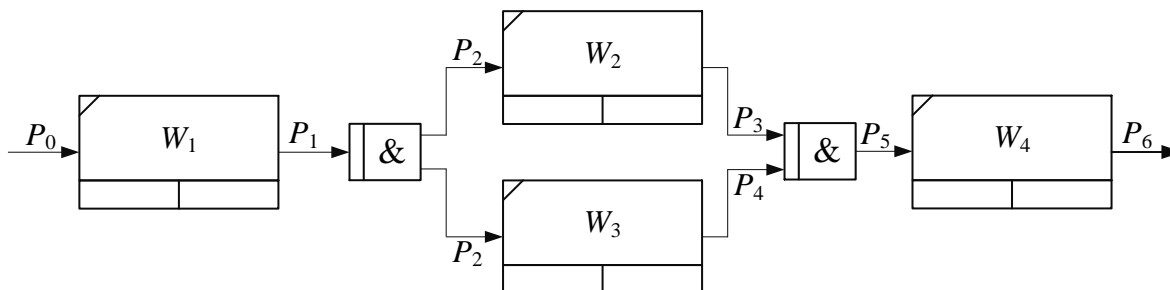 P₀
W₁
P₁
&
P₂
W₂
P₂
W₃
P₃
P₄
&
P₅
W₄
P₆